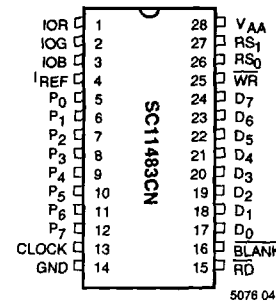 IOR 1 28 VAA
IOG 2 27 RS1
IOB 3 26 RS0
IREF 4 25 WR
P0 5 24 D7
P1 6 23 D6
P2 7 22 D5
P3 8 21 D4
P4 9 20 D3
P5 10 19 D2
P6 11 18 D1
P7 12 17 D0
CLOCK 13 16 BLANK
GND 14 15 RD
SC11483CN
5076 04